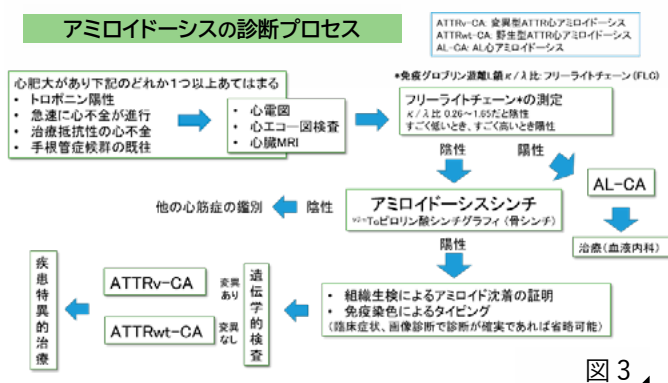 アミロイドーシスの診断プロセス
ATTRv-CA: 変異型ATTR心アミロイドーシス
ATTRwt-CA: 野生型ATTR心アミロイドーシス
AL-CA: AL心アミロイドーシス
心肥大があり下記のどれか1つ以上あてはまる
• トロポニン陽性
• 急速に心不全が進行
• 治療抵抗性の心不全
• 手根管症候群の既往
• 心電図
• 心エコー図検査
• 心臓MRI
*免疫グロブリン遊離L鎖κ/λ比: フリーライトチェーン(FLC)
フリーライトチェーン*の測定
κ/λ比 0.26~1.65だと陰性
すごく低いとき、すごく高いとき陽性
陰性
陽性
AL-CA
治療(血液内科)
アミロイドーシスシンチ
ピロリン酸シンチグラフィ(骨シンチ)
陰性
他の心筋症の鑑別
陽性
• 組織生検によるアミロイド沈着の証明
• 免疫染色によるタイピング
(臨床症状、画像診断で診断が確実であれば省略可能)
遺伝学的検査
変異
あり
ATTRv-CA
変異
なし
ATTRwt-CA
疾患特異的治療
図3